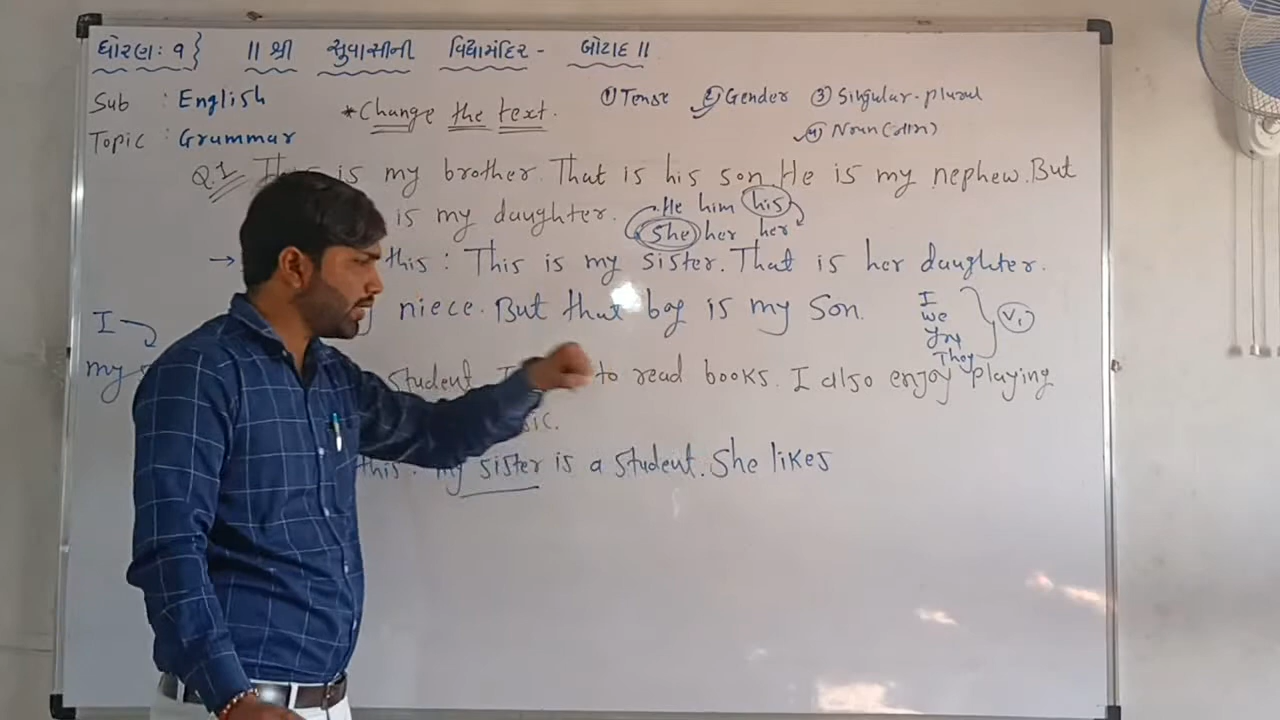 ધોરણ: ૧} ॥ શ્રી સુવાસીની વિદ્યામંદિર - બોટાદ ॥
Sub : English
Topic : Grammar
*Change the text.
① Tense ② Gender ③ Singular-plural
④ Noun (નામ)
Q.1 This is my brother. That is his son. He is my nephew. But
is my daughter.
He him his
She her her
→ this : This is my sister. That is her daughter.
niece. But that boy is my Son.
I
we
You
They
V₁
I
my
student to read books. I also enjoy playing
sic.
this : my sister is a student. She likes